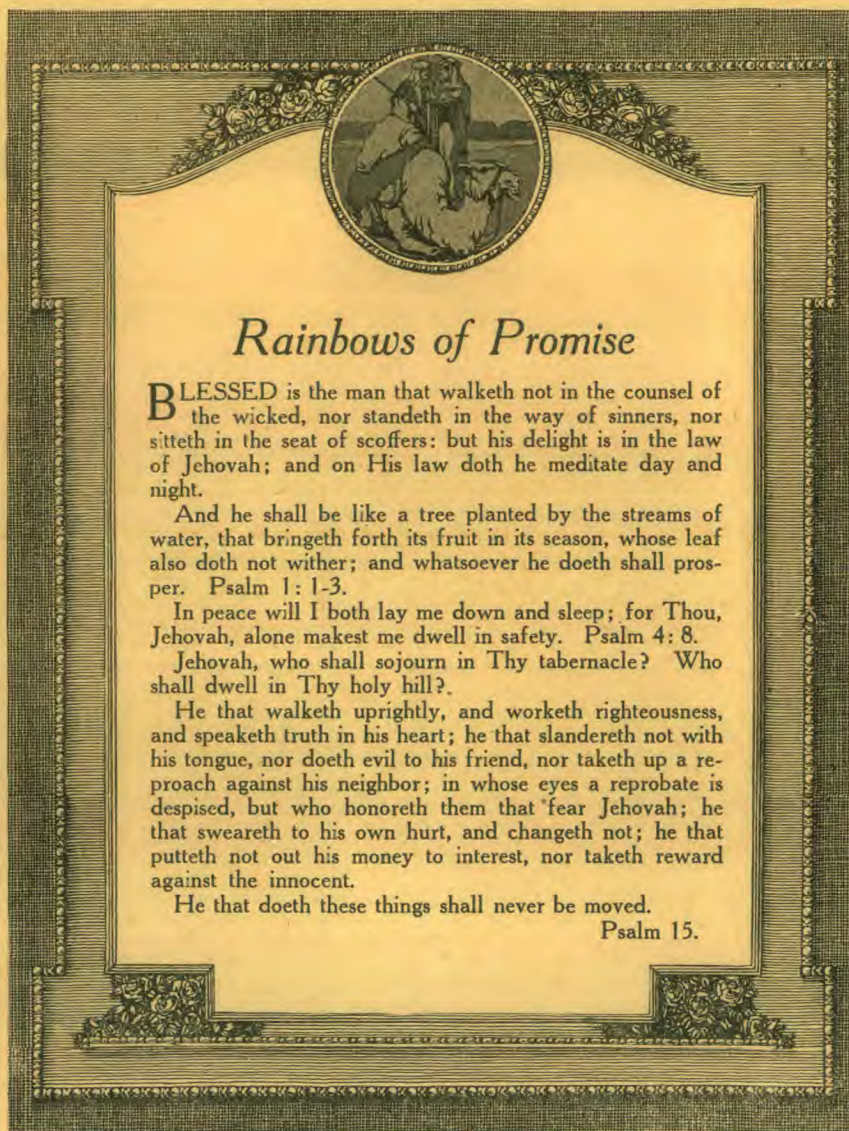 Rainbows of Promise
BLESSED is the man that walketh not in the counsel of
the wicked, nor standeth in the way of sinners, nor
sitteth in the seat of scoffers: but his delight is in the law
of Jehovah; and on His law doth he meditate day and
night.
And he shall be like a tree planted by the streams of
water, that bringeth forth its fruit in its season, whose leaf
also doth not wither; and whatsoever he doeth shall pros-
per. Psalm 1: 1-3.
In peace will I both lay me down and sleep; for Thou,
Jehovah, alone makest me dwell in safety. Psalm 4: 8.
Jehovah, who shall sojourn in Thy tabernacle? Who
shall dwell in Thy holy hill?
He that walketh uprightly, and worketh righteousness,
and speaketh truth in his heart; he that slandereth not with
his tongue, nor doeth evil to his friend, nor taketh up a re-
proach against his neighbor; in whose eyes a reprobate is
despised, but who honoreth them that fear Jehovah; he
that sweareth to his own hurt, and changeth not; he that
putteth not out his money to interest, nor taketh reward
against the innocent.
He that doeth these things shall never be moved.
Psalm 15.